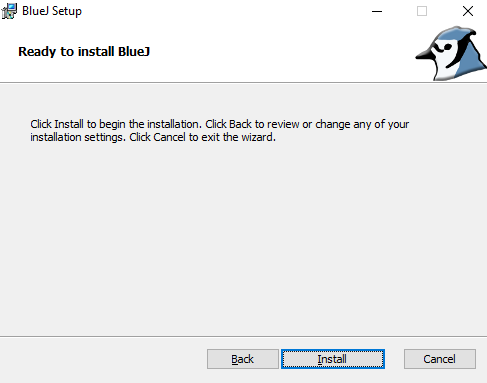 BlueJ Setup
Ready to install BlueJ
Click Install to begin the installation. Click Back to review or change any of your
installation settings. Click Cancel to exit the wizard.
Back Install Cancel